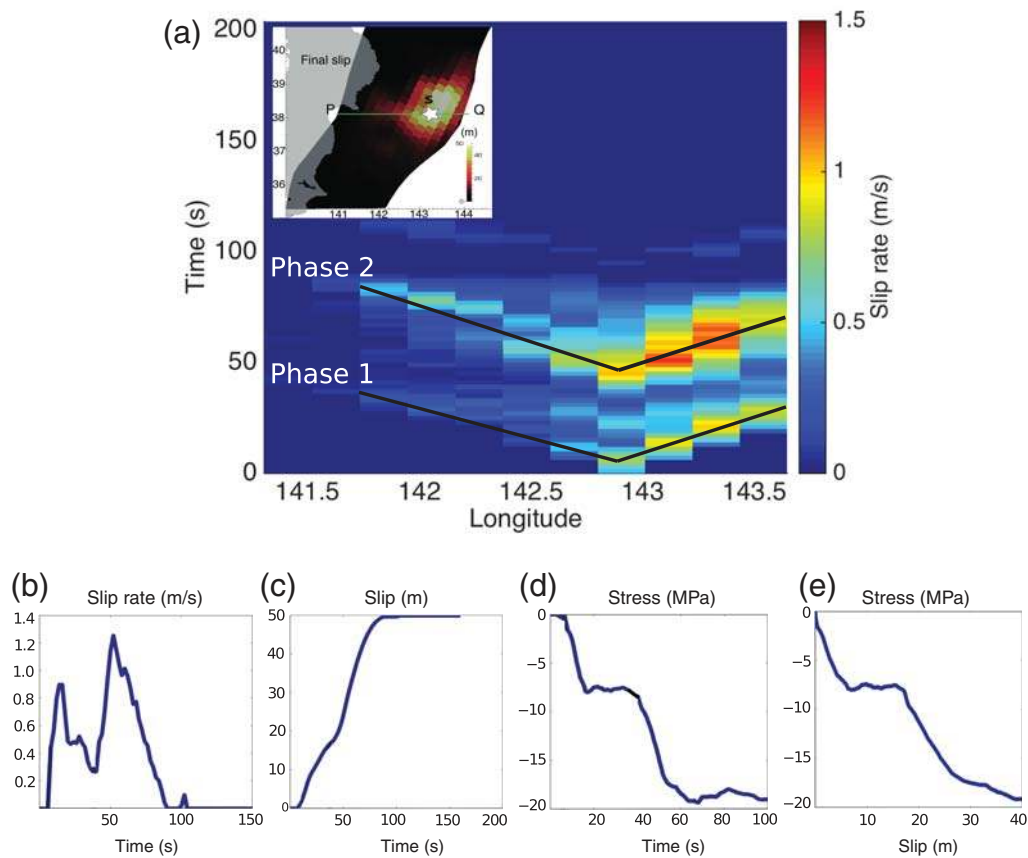 (a)
200
150
100
50
0
Time (s)
Final slip
P
S
Q
(m)
50
40
20
0
40
39
38
37
36
35
141 142 143 144
Phase 2
Phase 1
141.5 142 142.5 143 143.5
Longitude
1.5
1
0.5
0
Slip rate (m/s)
(b)
Slip rate (m/s)
1.4
1.2
1.0
0.8
0.6
0.4
0.2
50 100 150
Time (s)
(c)
Slip (m)
50
40
30
20
10
0
50 100 150 200
Time (s)
(d)
Stress (MPa)
0
−5
−10
−15
−20
20 40 60 80 100
Time (s)
(e)
Stress (MPa)
0
−5
−10
−15
−20
0 10 20 30 40
Slip (m)